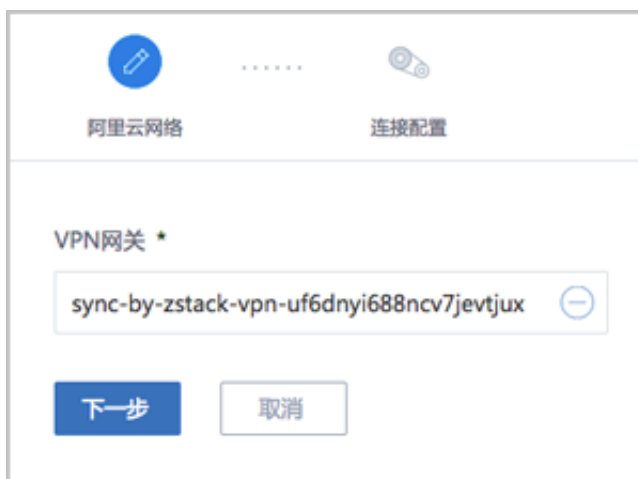 阿里云网络
连接配置
VPN网关 *
sync-by-zstack-vpn-uf6dnyi688ncv7jevtjux
下一步
取消